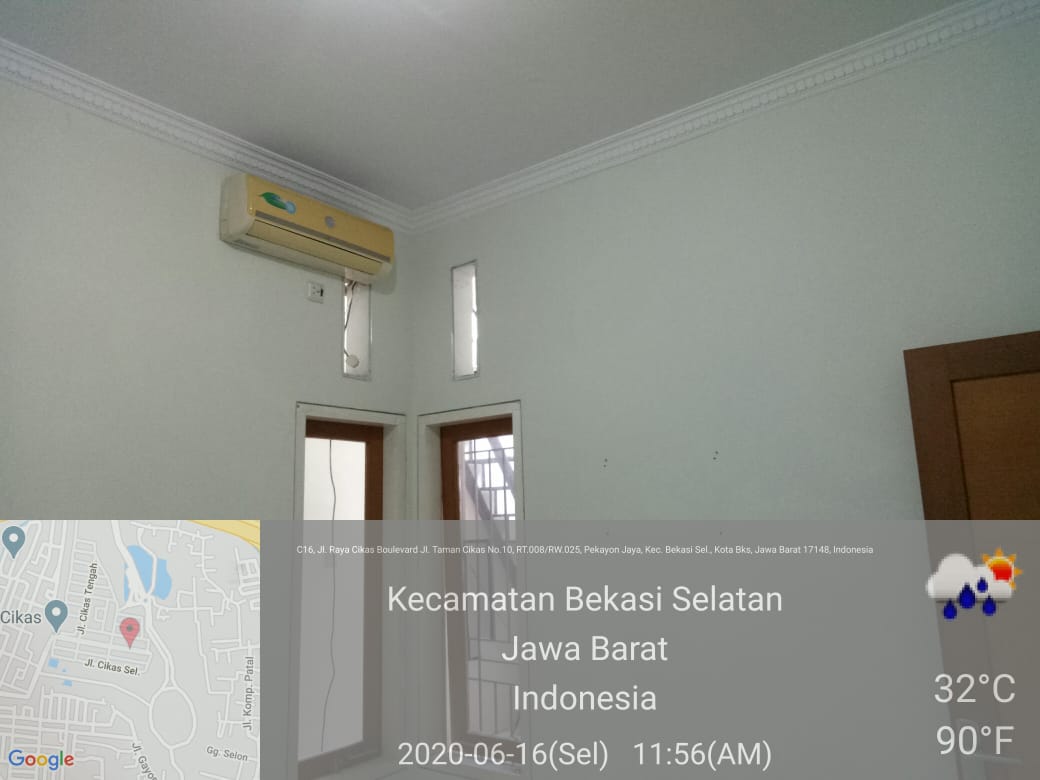 C16, Jl. Raya Cikas Boulevard Jl. Taman Cikas No.10, RT.008/RW.025, Pekayon Jaya, Kec. Bekasi Sel., Kota Bks, Jawa Barat 17148, Indonesia
Kecamatan Bekasi Selatan
Jawa Barat
Indonesia
2020-06-16(Sel) 11:56(AM)
32°C
90°F
Jl. Cikas Tengah
Cikas
Jl. Cikas Sel.
Jl. Komp. Patal
Jl. Gayo
Gg. Selon
Google